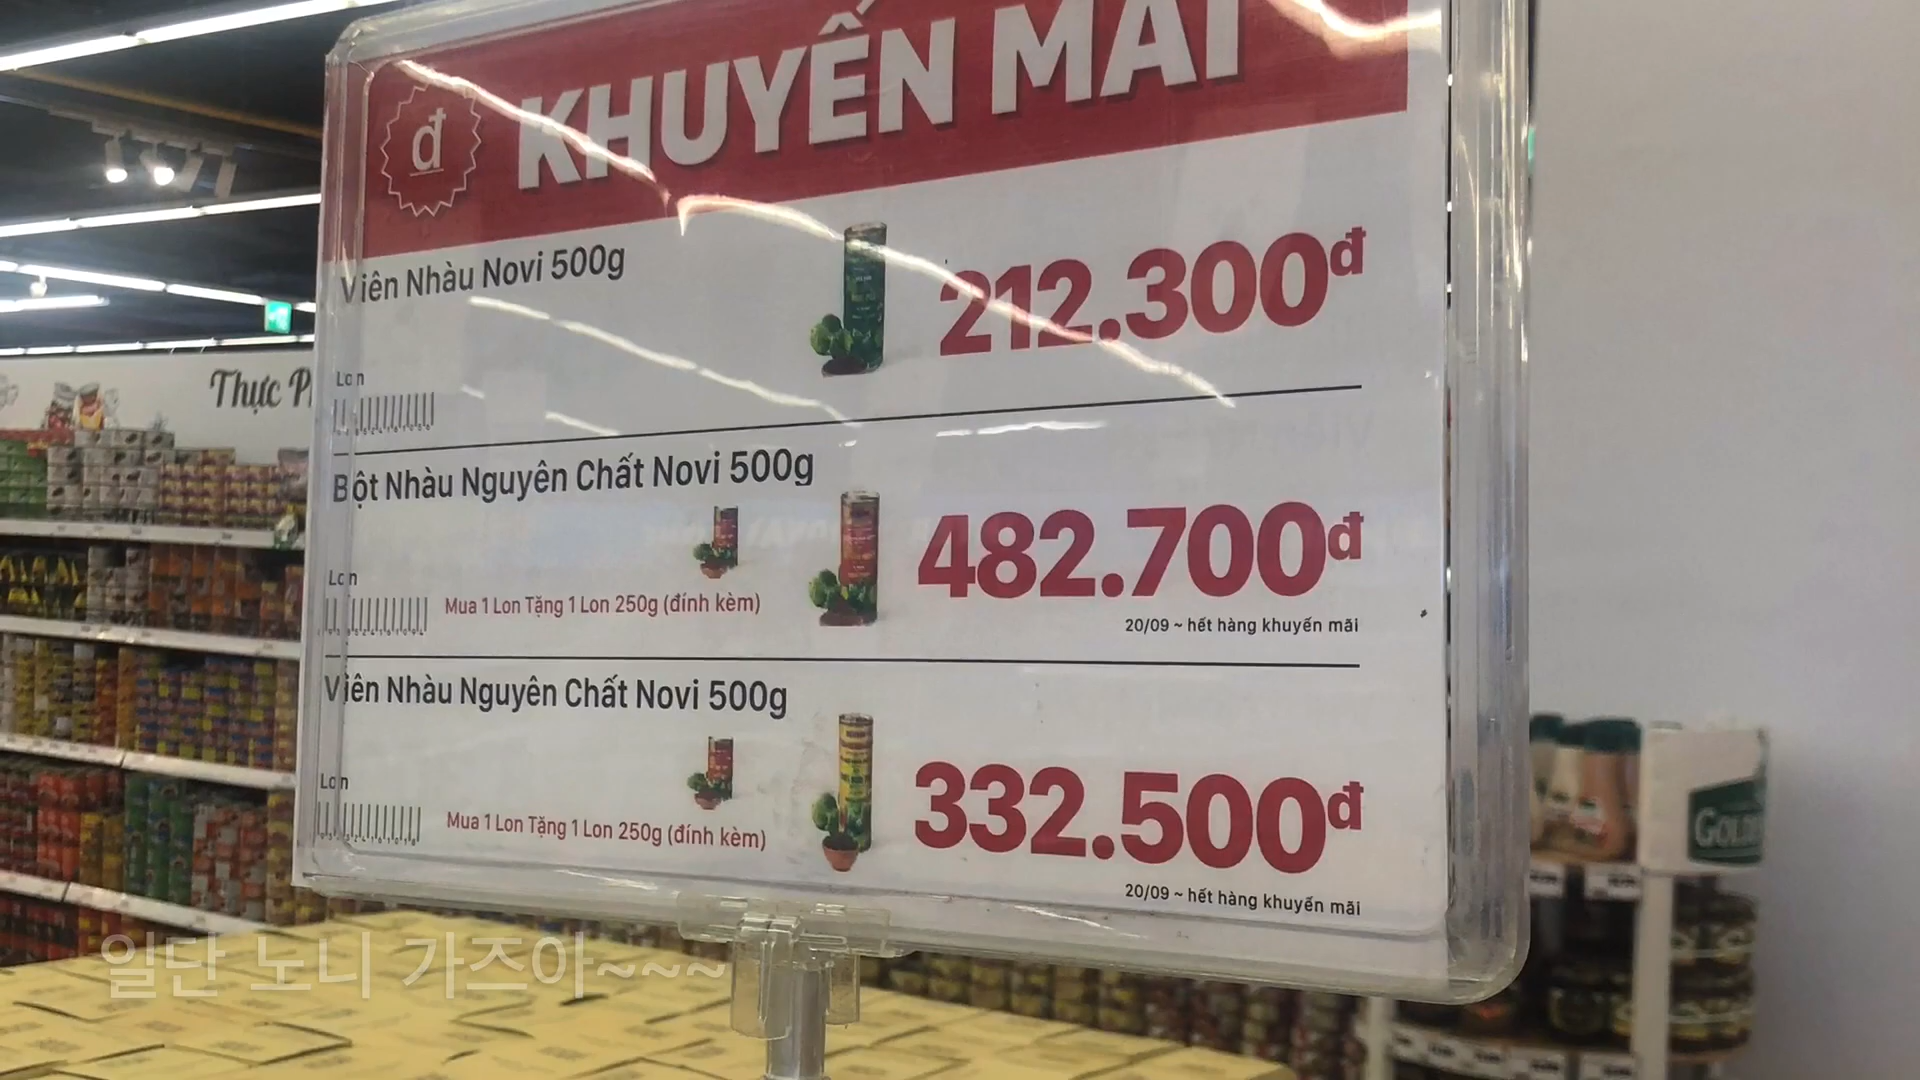 đ KHUYẾN MÃI
Viên Nhàu Novi 500g
212.300đ
Lon
Bột Nhàu Nguyên Chất Novi 500g
482.700đ
Lon
Mua 1 Lon Tặng 1 Lon 250g (đính kèm)
20/09 ~ hết hàng khuyến mãi
Viên Nhàu Nguyên Chất Novi 500g
332.500đ
Lon
Mua 1 Lon Tặng 1 Lon 250g (đính kèm)
20/09 ~ hết hàng khuyến mãi
Thực
일단 노니 가즈아~~~